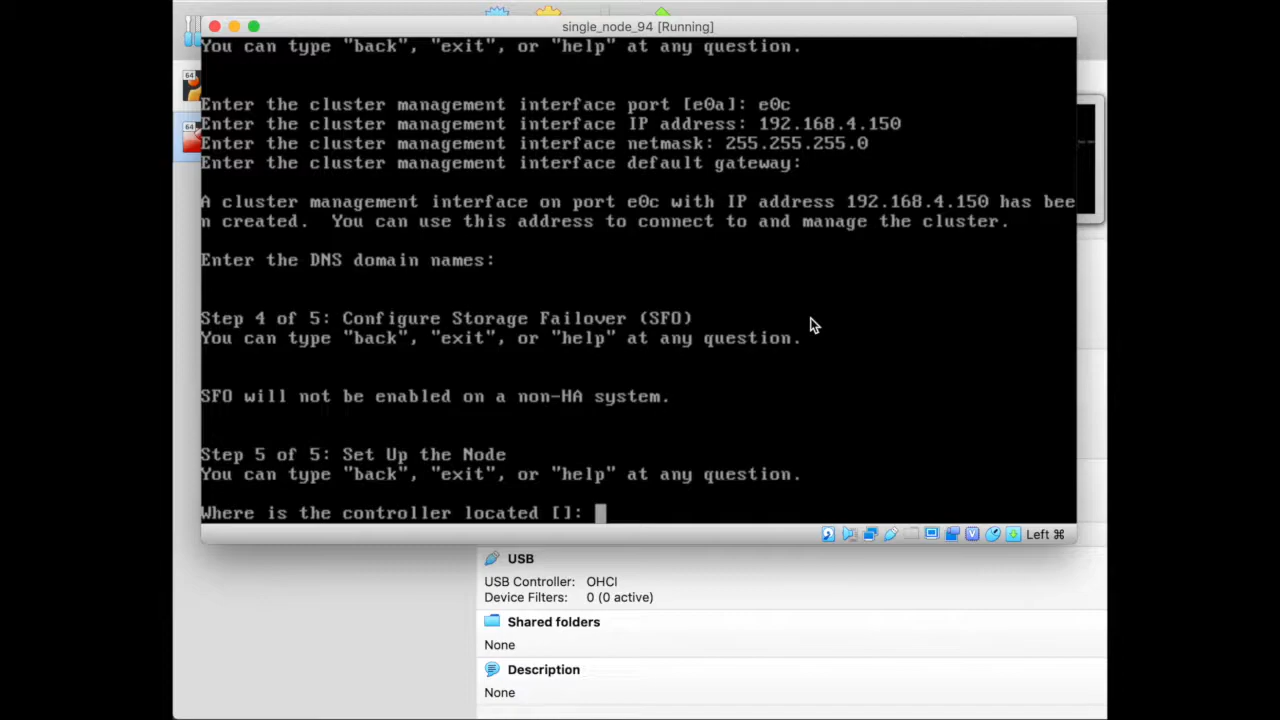 single_node_94 [Running]
You can type "back", "exit", or "help" at any question.
Enter the cluster management interface port [e0a]: e0c
Enter the cluster management interface IP address: 192.168.4.150
Enter the cluster management interface netmask: 255.255.255.0
Enter the cluster management interface default gateway:
A cluster management interface on port e0c with IP address 192.168.4.150 has bee
n created.  You can use this address to connect to and manage the cluster.
Enter the DNS domain names:
Step 4 of 5: Configure Storage Failover (SFO)
You can type "back", "exit", or "help" at any question.
SFO will not be enabled on a non-HA system.
Step 5 of 5: Set Up the Node
You can type "back", "exit", or "help" at any question.
Where is the controller located []:
Left ⌘
64
64
USB
USB Controller: OHCI
Device Filters: 0 (0 active)
Shared folders
None
Description
None